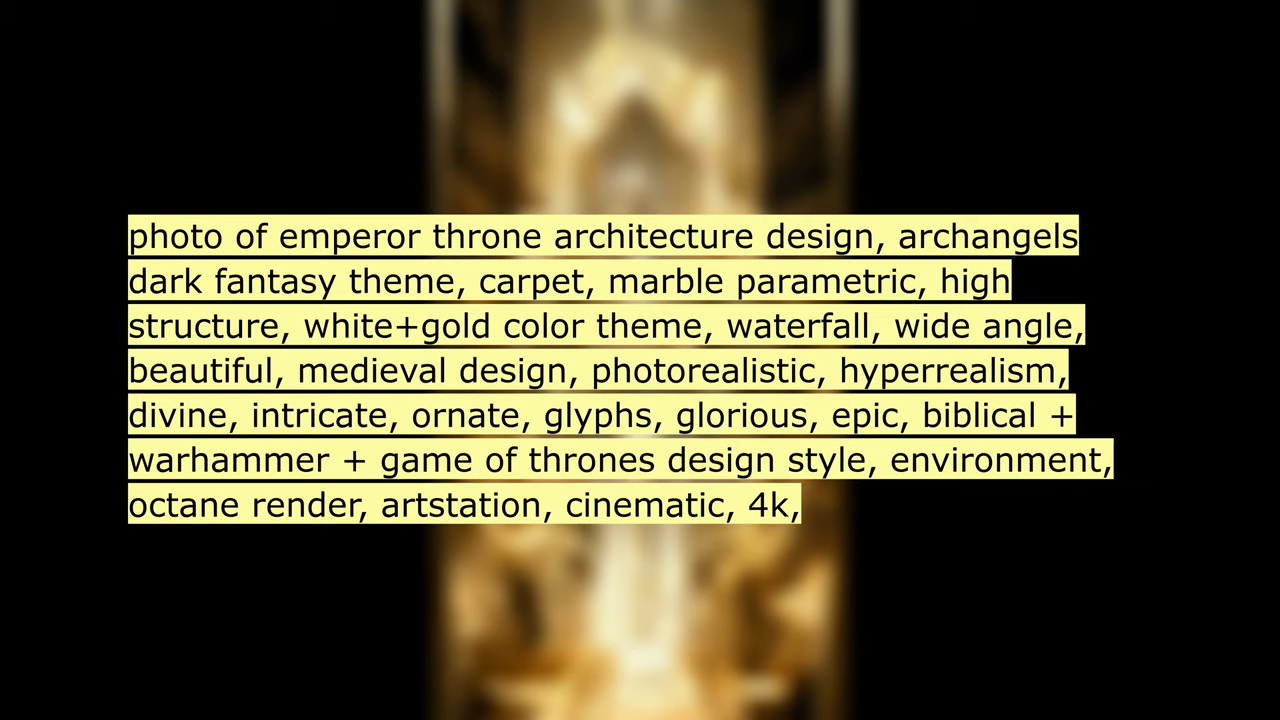 photo of emperor throne architecture design, archangels
dark fantasy theme, carpet, marble parametric, high
structure, white+gold color theme, waterfall, wide angle,
beautiful, medieval design, photorealistic, hyperrealism,
divine, intricate, ornate, glyphs, glorious, epic, biblical +
warhammer + game of thrones design style, environment,
octane render, artstation, cinematic, 4k,